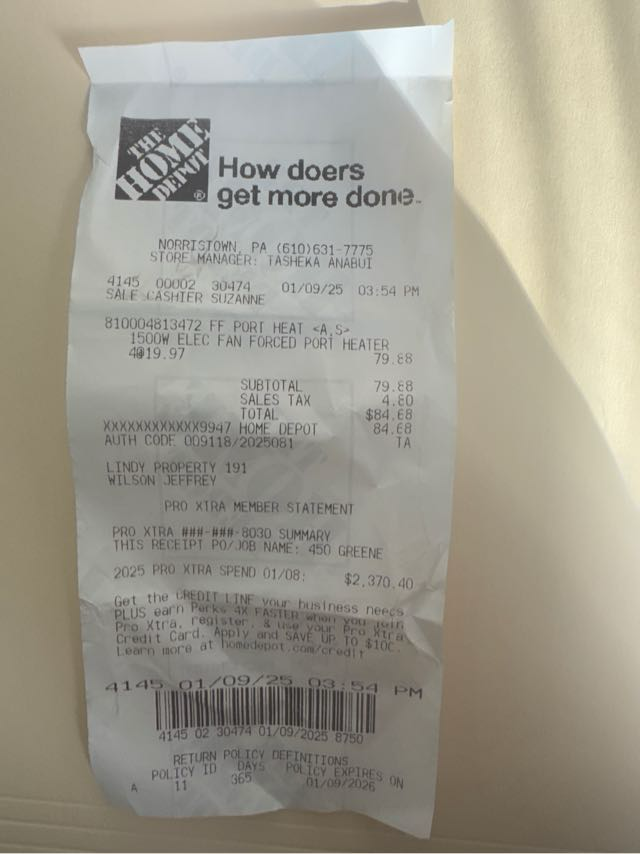 THE
HOME
DEPOT
®
How doers
get more done™
NORRISTOWN, PA (610)631-7775
STORE MANAGER: TASHEKA ANABUI
4145 00002 30474 01/09/25 03:54 PM
SALE CASHIER SUZANNE
810004813472 FF PORT HEAT <A,S>
1500W ELEC FAN FORCED PORT HEATER
4@19.97 79.88
SUBTOTAL 79.88
SALES TAX 4.80
TOTAL $84.68
XXXXXXXXXXXX9947 HOME DEPOT 84.68
AUTH CODE 009118/2025081 TA
LINDY PROPERTY 191
WILSON JEFFREY
PRO XTRA MEMBER STATEMENT
PRO XTRA ###-###-8030 SUMMARY
THIS RECEIPT PO/JOB NAME: 450 GREENE
2025 PRO XTRA SPEND 01/08: $2,370.40
Get the CREDIT LINE your business needs
PLUS earn Perks 4X FASTER when you join
Pro Xtra, register, & use your Pro Xtra
Credit Card. Apply and SAVE UP TO $100.
Learn more at homedepot.com/credit
4145 01/09/25 03:54 PM
4145 02 30474 01/09/2025 8750
RETURN POLICY DEFINITIONS
POLICY ID DAYS POLICY EXPIRES ON
A 11 365 01/09/2026